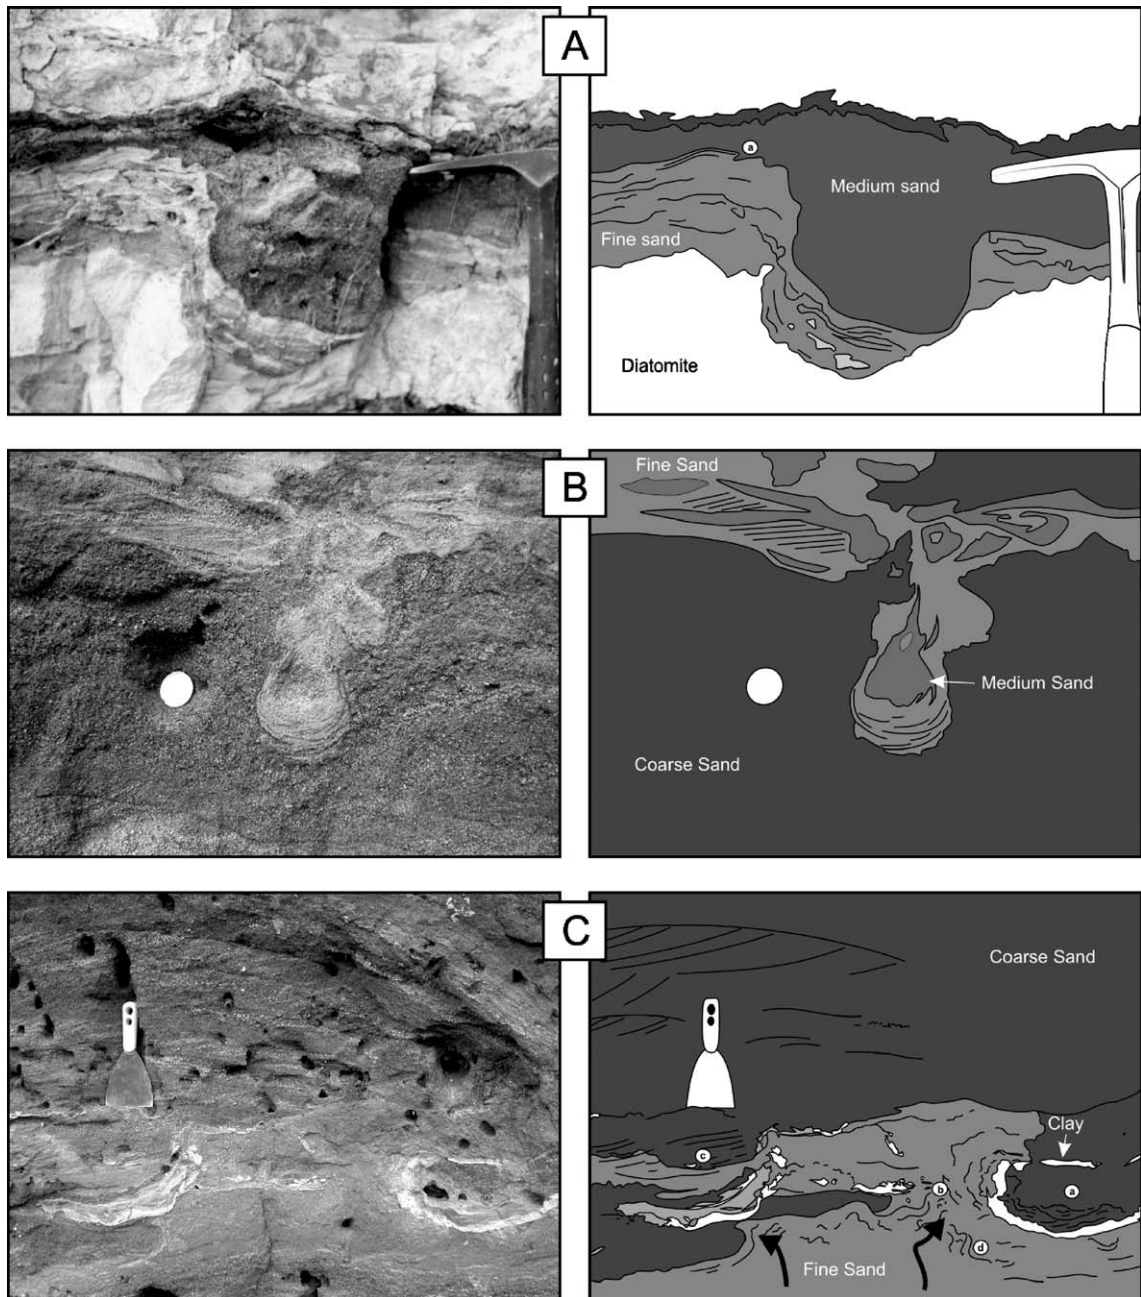 A
a
Medium sand
Fine sand
Diatomite
B
Fine Sand
Medium Sand
Coarse Sand
C
Coarse Sand
Clay
c
b
a
d
Fine Sand